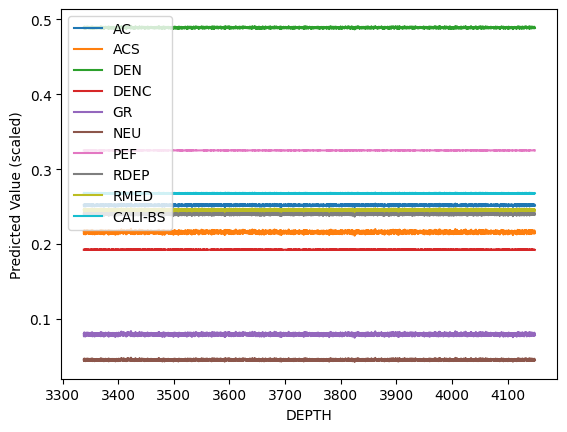 0.5
0.4
0.3
0.2
0.1
Predicted Value (scaled)
AC
ACS
DEN
DENC
GR
NEU
PEF
RDEP
RMED
CALI-BS
3300 3400 3500 3600 3700 3800 3900 4000 4100
DEPTH